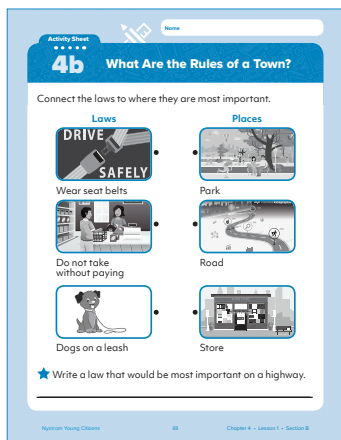 Name
Activity Sheet
4b
What Are the Rules of a Town?
Connect the laws to where they are most important.
Laws
Places
DRIVE
SAFELY
Wear seat belts
Park
Do not take
without paying
Road
Dogs on a leash
Store
Write a law that would be most important on a highway.
Nystrom Young Citizens
Chapter 4 • Lesson 1 • Section B